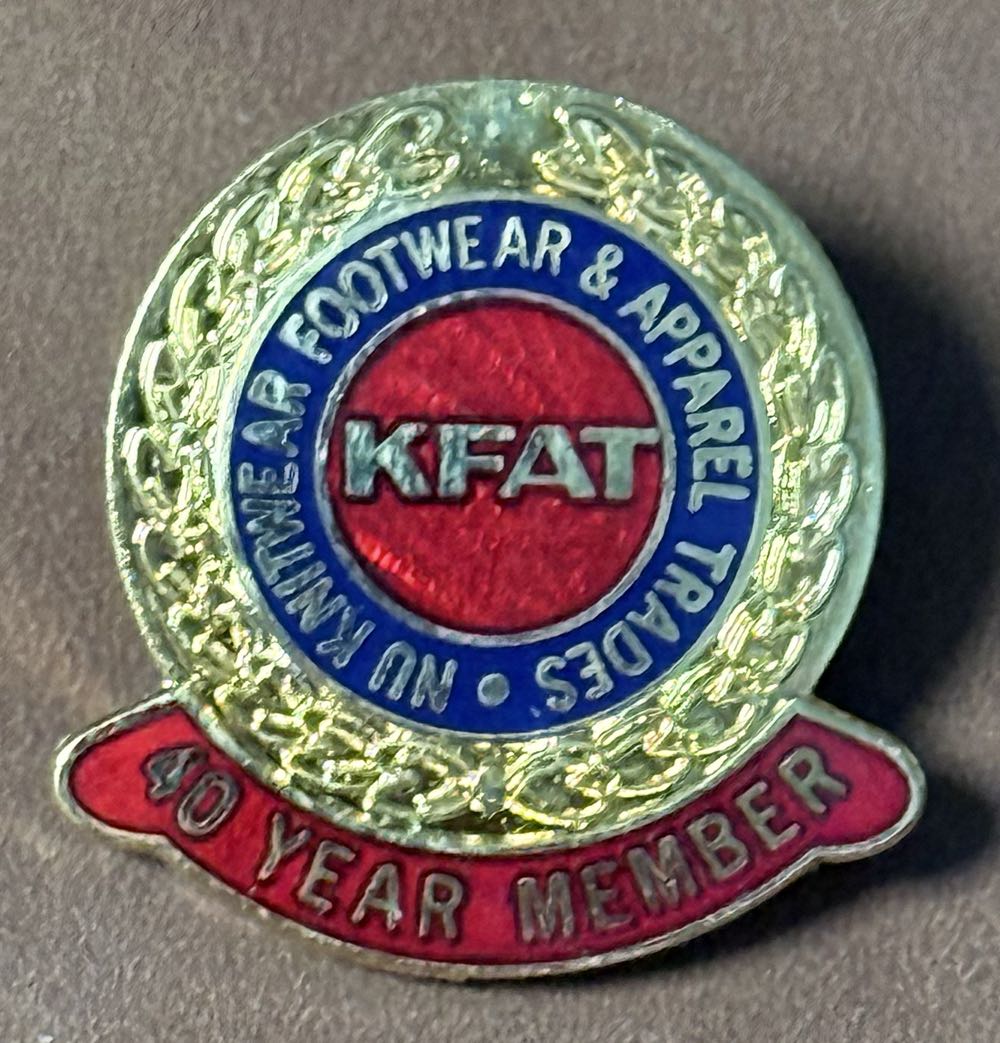 NU KNITWEAR FOOTWEAR & APPAREL TRADES •
KFAT
40 YEAR MEMBER